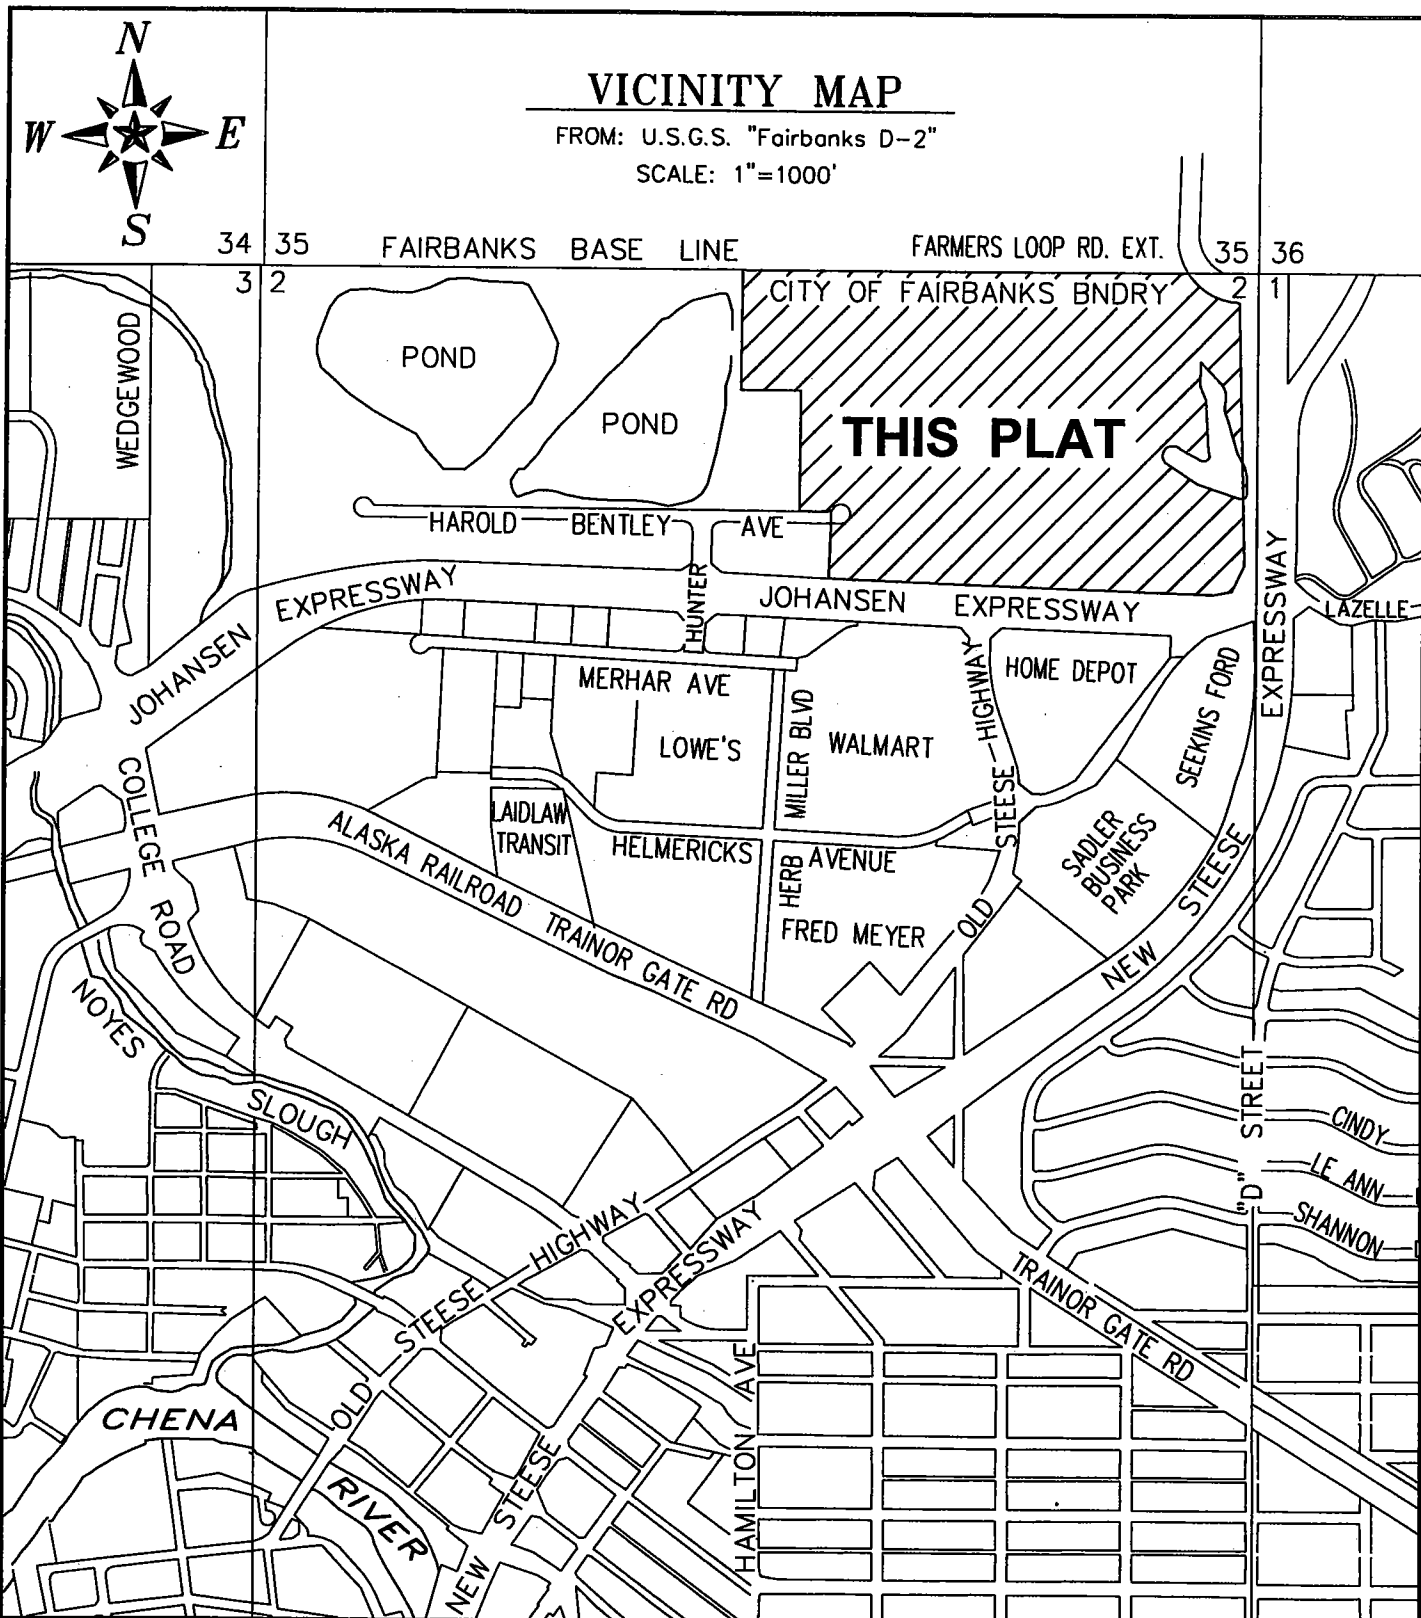 N
W E
S
VICINITY MAP
FROM: U.S.G.S. "Fairbanks D-2"
SCALE: 1"=1000'
34 35
FAIRBANKS BASE LINE
FARMERS LOOP RD. EXT.
35 36
3 2
CITY OF FAIRBANKS BNDRY
2 1
WEDGEWOOD
POND
POND
THIS PLAT
HAROLD BENTLEY AVE
HUNTER
JOHANSEN EXPRESSWAY
JOHANSEN EXPRESSWAY
EXPRESSWAY
LAZELLE
MERHAR AVE
HOME DEPOT
SEEKINS FORD
LOWE'S
MILLER BLVD
WALMART
HIGHWAY
STEESE
OLD
COLLEGE ROAD
LAIDLAW
TRANSIT
HELMERICKS AVENUE
HERB
SADLER
BUSINESS
PARK
ALASKA RAILROAD TRAINOR GATE RD
FRED MEYER
NEW STEESE
NOYES
SLOUGH
"D" STREET
CINDY
LE ANN
SHANNON
OLD STEESE HIGHWAY
EXPRESSWAY
TRAINOR GATE RD
HAMILTON AVE
CHENA
RIVER
NEW STEESE